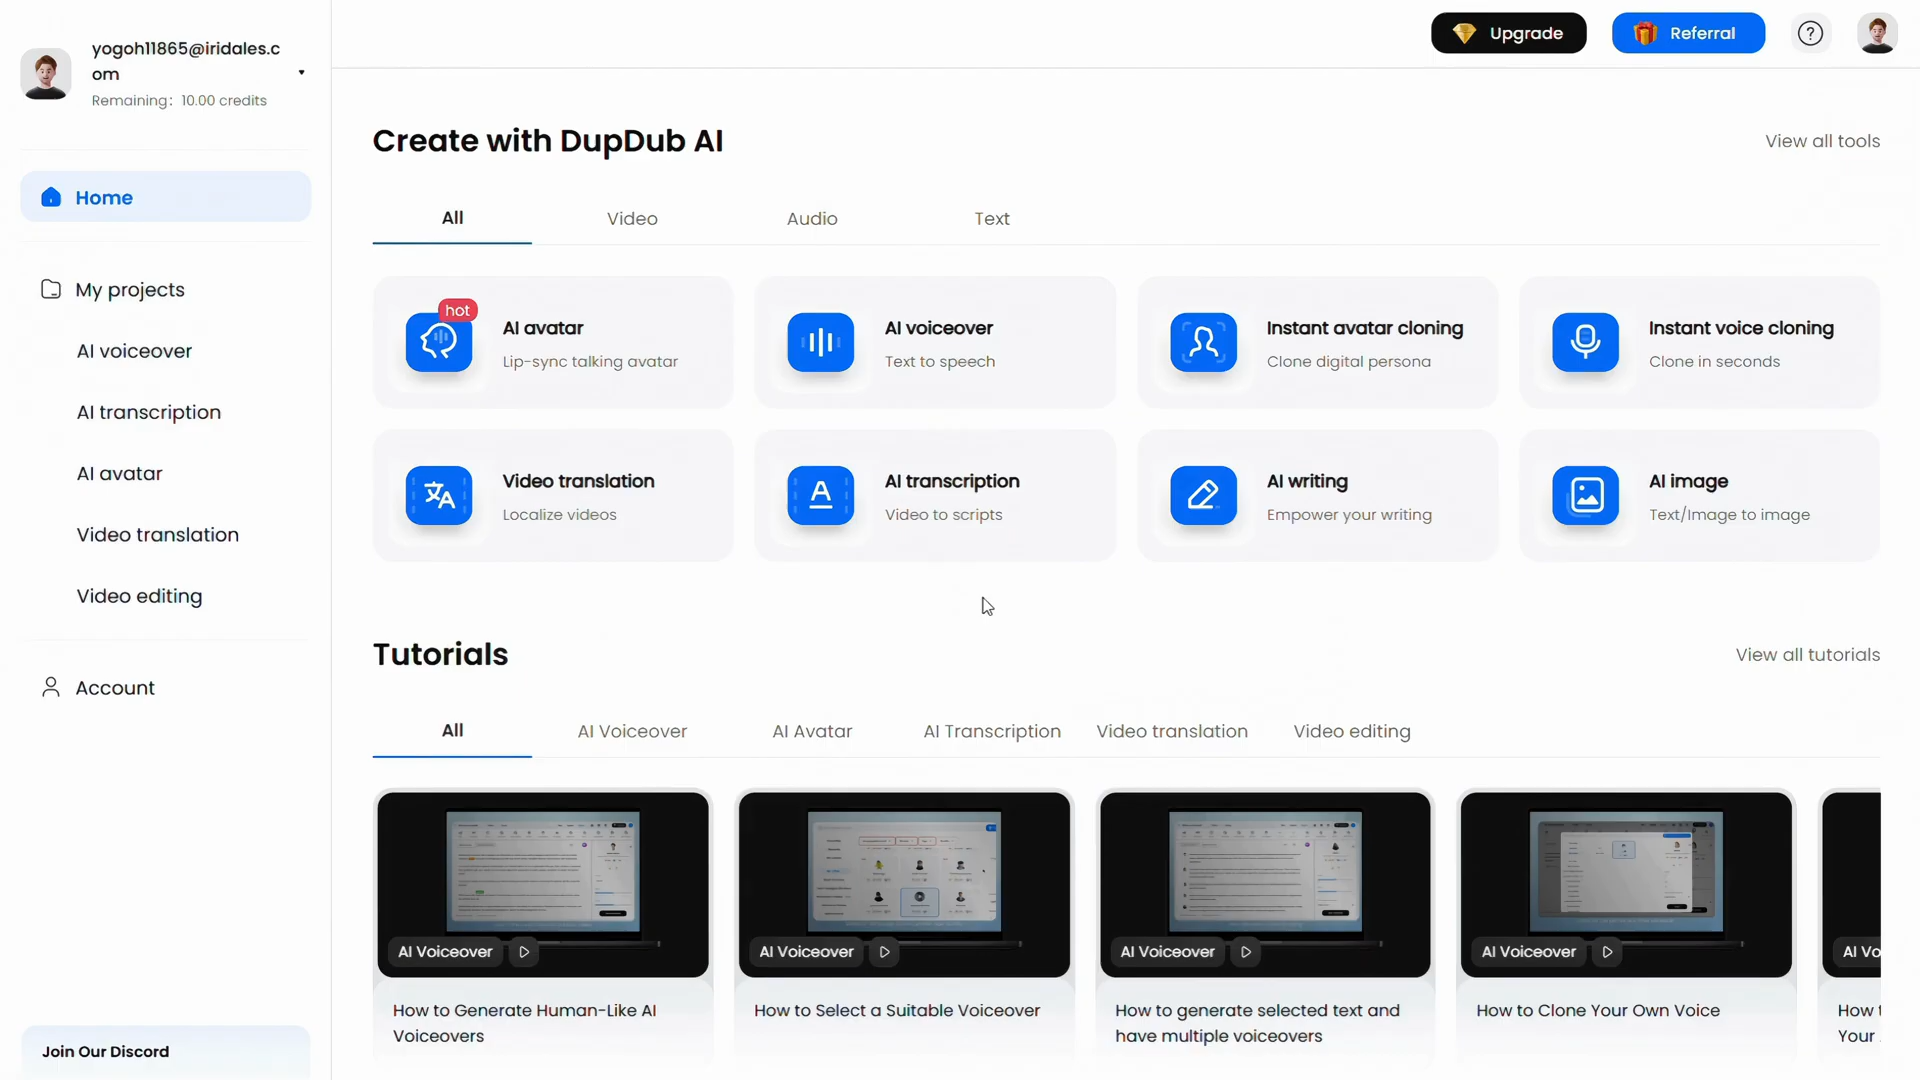 yogoh11865@iridales.c
om
Remaining: 10.00 credits
Home
My projects
AI voiceover
AI transcription
AI avatar
Video translation
Video editing
Account
Join Our Discord
Upgrade
Referral
Create with DupDub AI
View all tools
All
Video
Audio
Text
hot
AI avatar
Lip-sync talking avatar
AI voiceover
Text to speech
Instant avatar cloning
Clone digital persona
Instant voice cloning
Clone in seconds
Video translation
Localize videos
AI transcription
Video to scripts
AI writing
Empower your writing
AI image
Text/Image to image
Tutorials
View all tutorials
All
AI Voiceover
AI Avatar
AI Transcription
Video translation
Video editing
AI Voiceover
How to Generate Human-Like AI
Voiceovers
AI Voiceover
How to Select a Suitable Voiceover
AI Voiceover
How to generate selected text and
have multiple voiceovers
AI Voiceover
How to Clone Your Own Voice
AI Vo
How t
Your